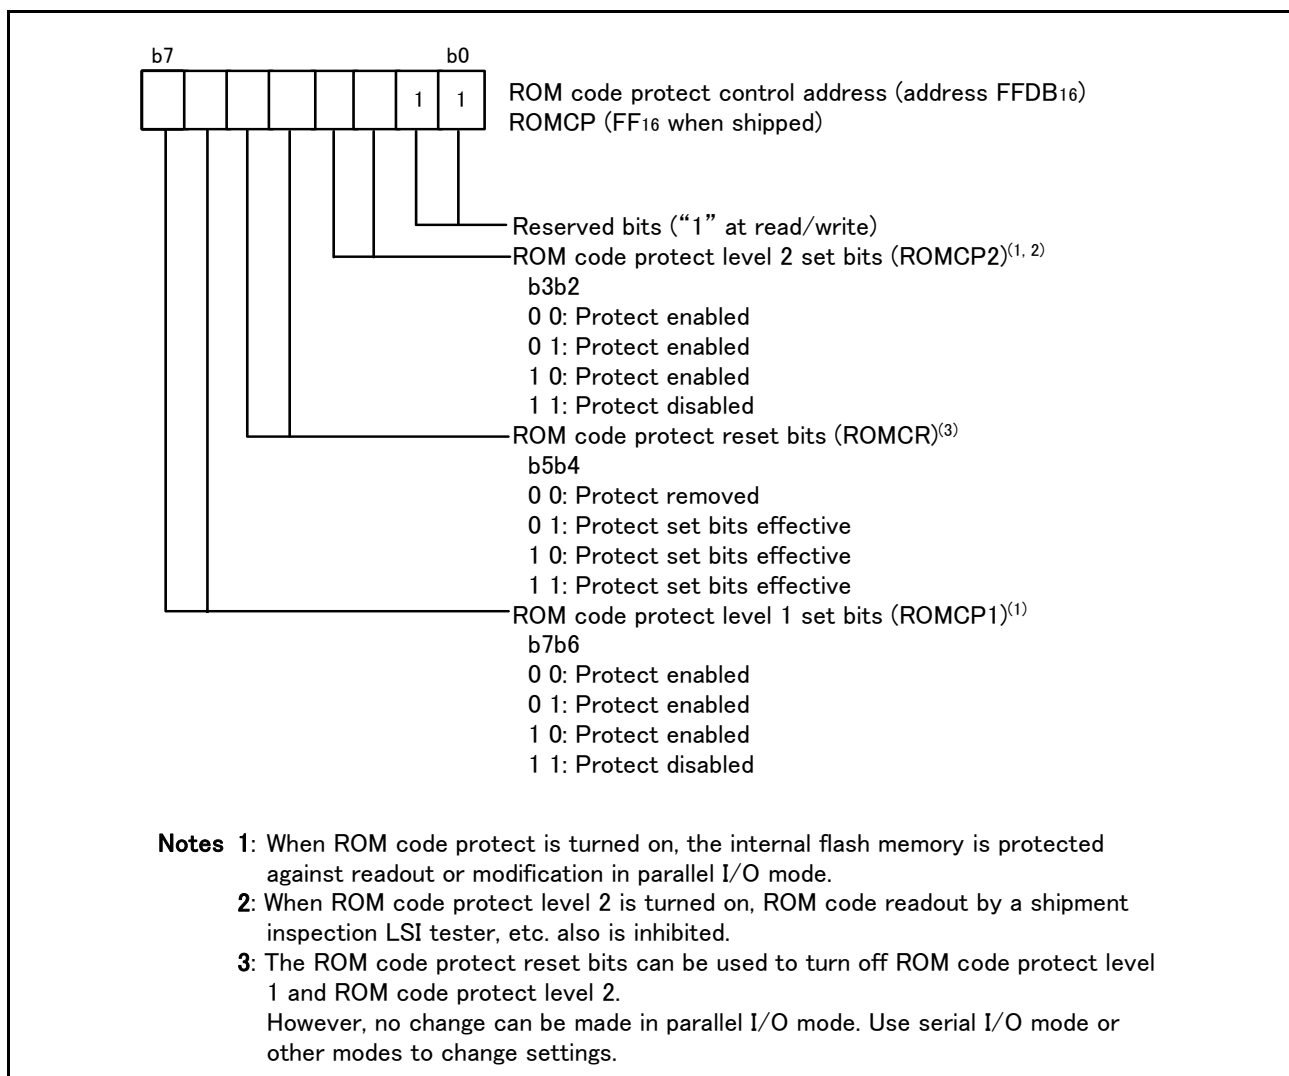 b7 b0
1 1
ROM code protect control address (address FFDB16)
ROMCP (FF16 when shipped)
Reserved bits (“1” at read/write)
ROM code protect level 2 set bits (ROMCP2)(1, 2)
b3b2
0 0: Protect enabled
0 1: Protect enabled
1 0: Protect enabled
1 1: Protect disabled
ROM code protect reset bits (ROMCR)(3)
b5b4
0 0: Protect removed
0 1: Protect set bits effective
1 0: Protect set bits effective
1 1: Protect set bits effective
ROM code protect level 1 set bits (ROMCP1)(1)
b7b6
0 0: Protect enabled
0 1: Protect enabled
1 0: Protect enabled
1 1: Protect disabled
Notes 1: When ROM code protect is turned on, the internal flash memory is protected
against readout or modification in parallel I/O mode.
2: When ROM code protect level 2 is turned on, ROM code readout by a shipment
inspection LSI tester, etc. also is inhibited.
3: The ROM code protect reset bits can be used to turn off ROM code protect level
1 and ROM code protect level 2.
However, no change can be made in parallel I/O mode. Use serial I/O mode or
other modes to change settings.